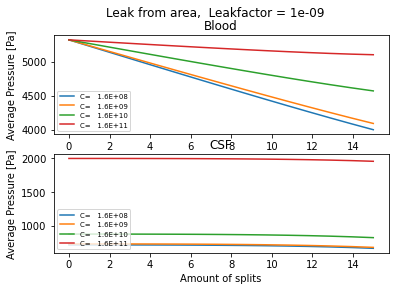 Leak from area,  Leakfactor = 1e-09
Blood
Average Pressure [Pa]
5000
4500
4000
C=   1.6E+08
C=   1.6E+09
C=   1.6E+10
C=   1.6E+11
0 2 4 6 8 10 12 14
CSF
Average Pressure [Pa]
2000
1500
1000
C=   1.6E+08
C=   1.6E+09
C=   1.6E+10
C=   1.6E+11
0 2 4 6 8 10 12 14
Amount of splits